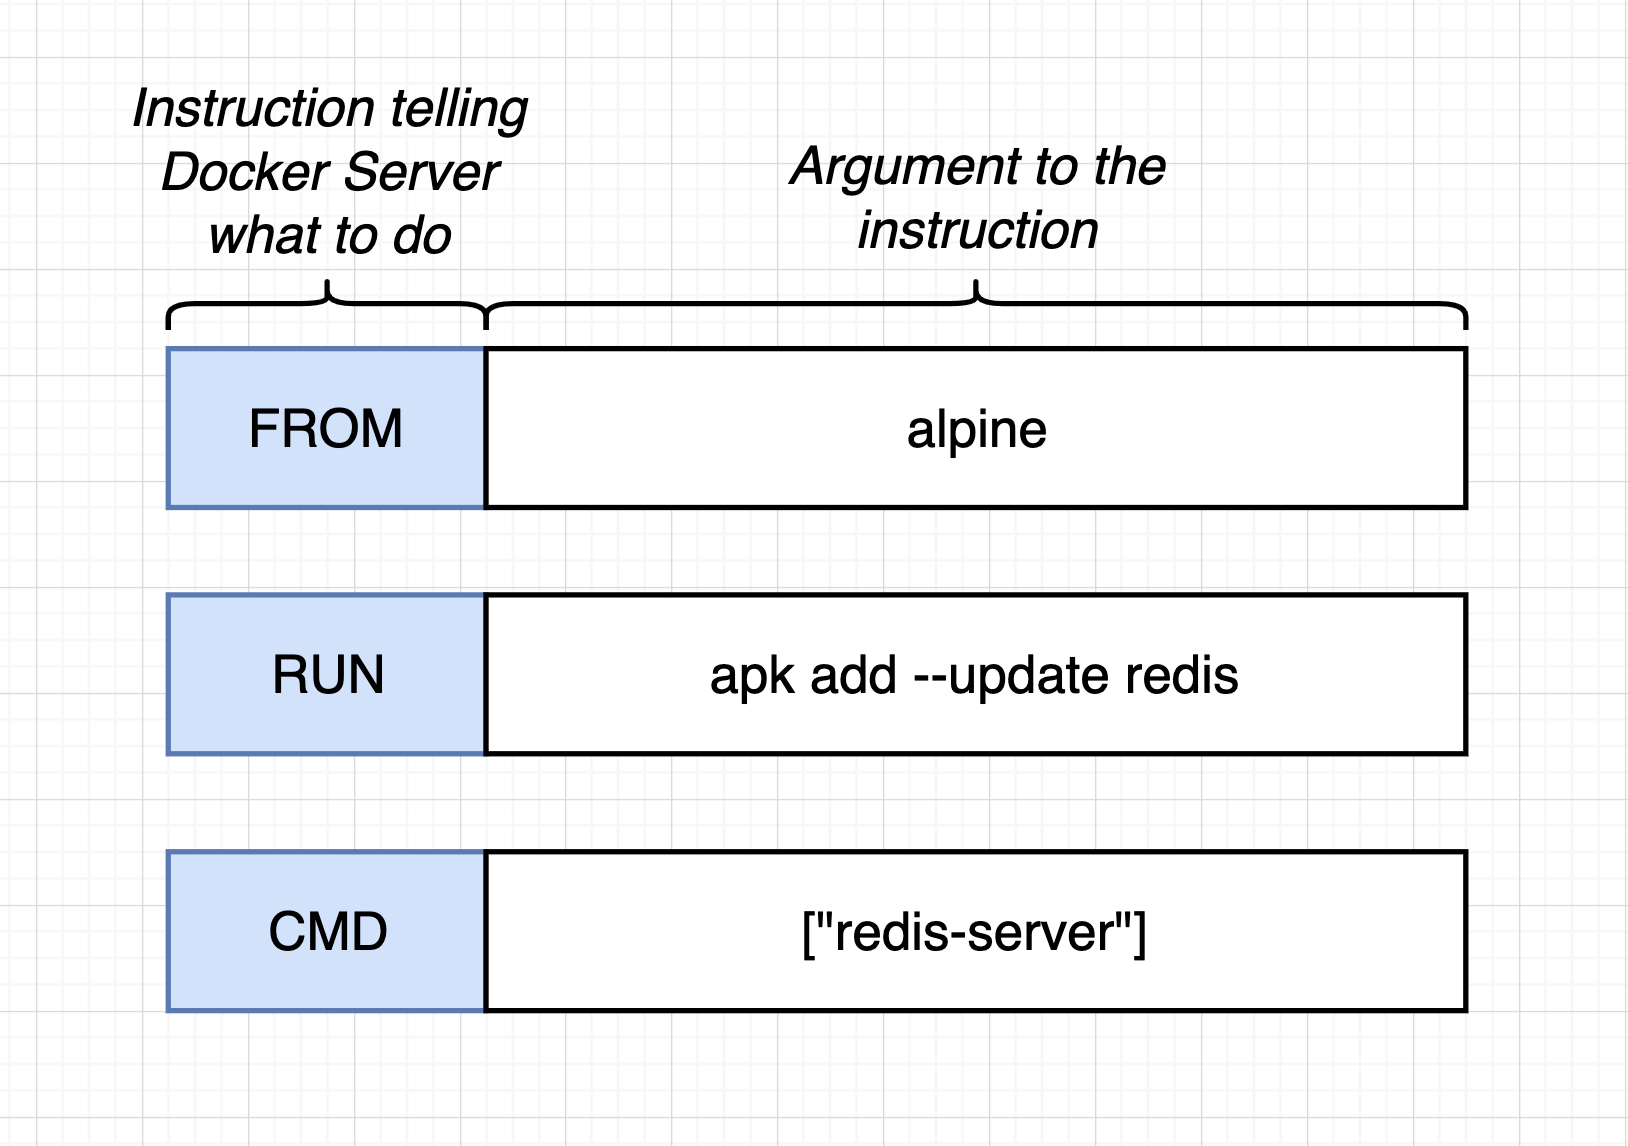 Instruction telling
Docker Server
what to do
Argument to the
instruction
FROM
alpine
RUN
apk add --update redis
CMD
["redis-server"]